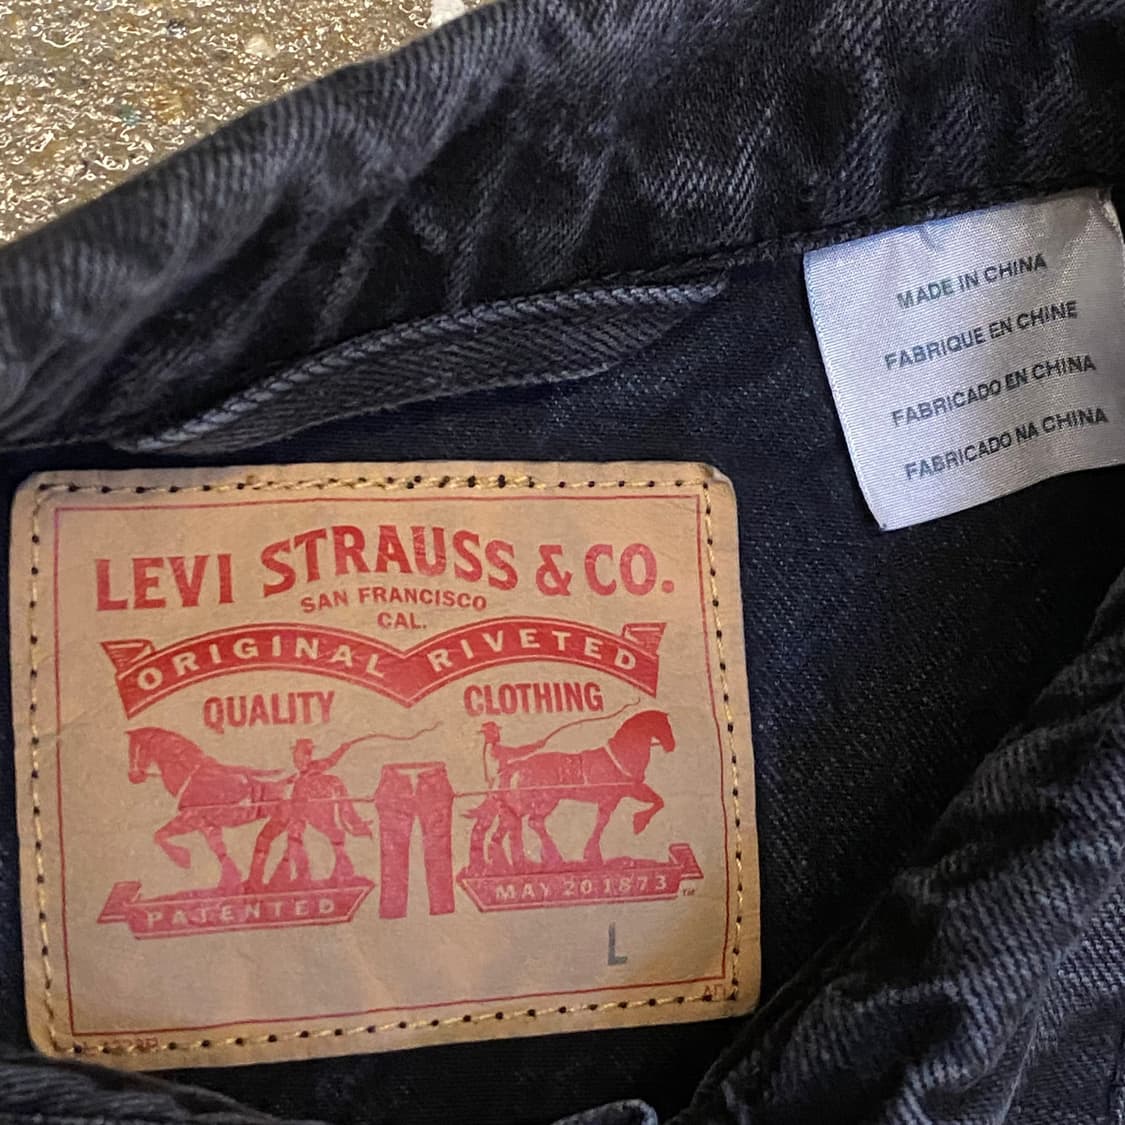 MADE IN CHINA
FABRIQUE EN CHINE
FABRICADO EN CHINA
FABRICADO NA CHINA
LEVI STRAUSS & CO.
SAN FRANCISCO
CAL.
ORIGINAL RIVETED
QUALITY CLOTHING
PATENTED MAY 20 1873 TM
L